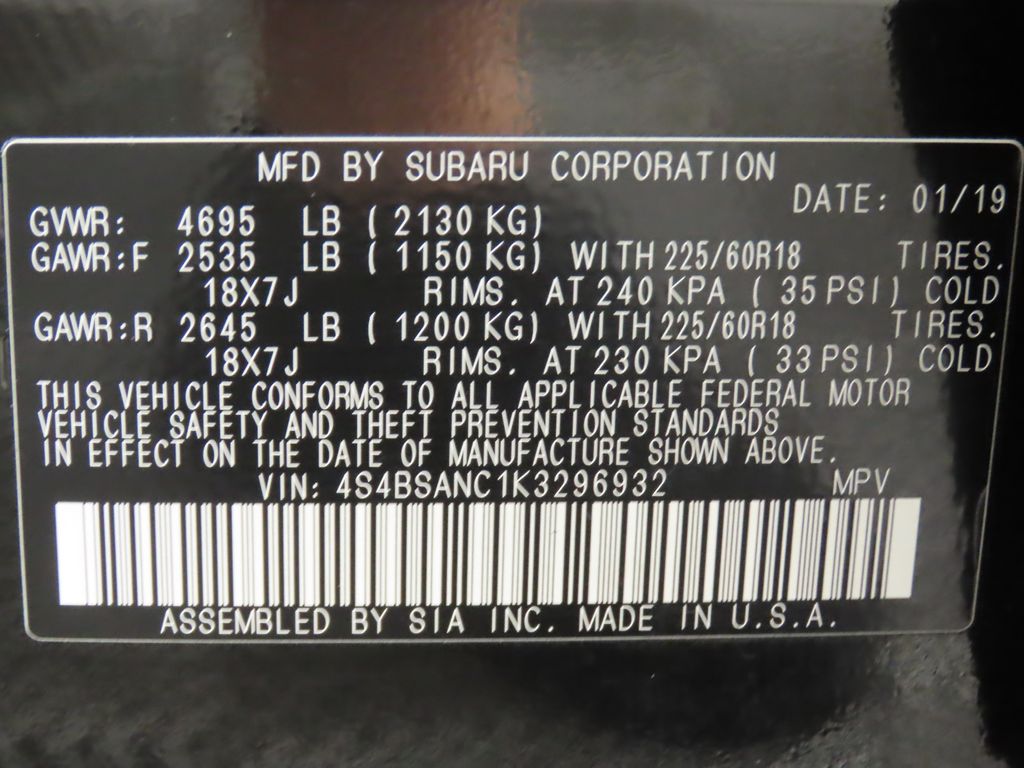 MFD BY SUBARU CORPORATION
DATE: 01/19
GVWR: 4695 LB ( 2130 KG)
GAWR:F 2535 LB ( 1150 KG) WITH 225/60R18 TIRES.
18X7J RIMS. AT 240 KPA ( 35 PSI) COLD
GAWR:R 2645 LB ( 1200 KG) WITH 225/60R18 TIRES.
18X7J RIMS. AT 230 KPA ( 33 PSI) COLD
THIS VEHICLE CONFORMS TO ALL APPLICABLE FEDERAL MOTOR
VEHICLE SAFETY AND THEFT PREVENTION STANDARDS
IN EFFECT ON THE DATE OF MANUFACTURE SHOWN ABOVE.
VIN: 4S4BSANC1K3296932 MPV
ASSEMBLED BY SIA INC. MADE IN U.S.A.